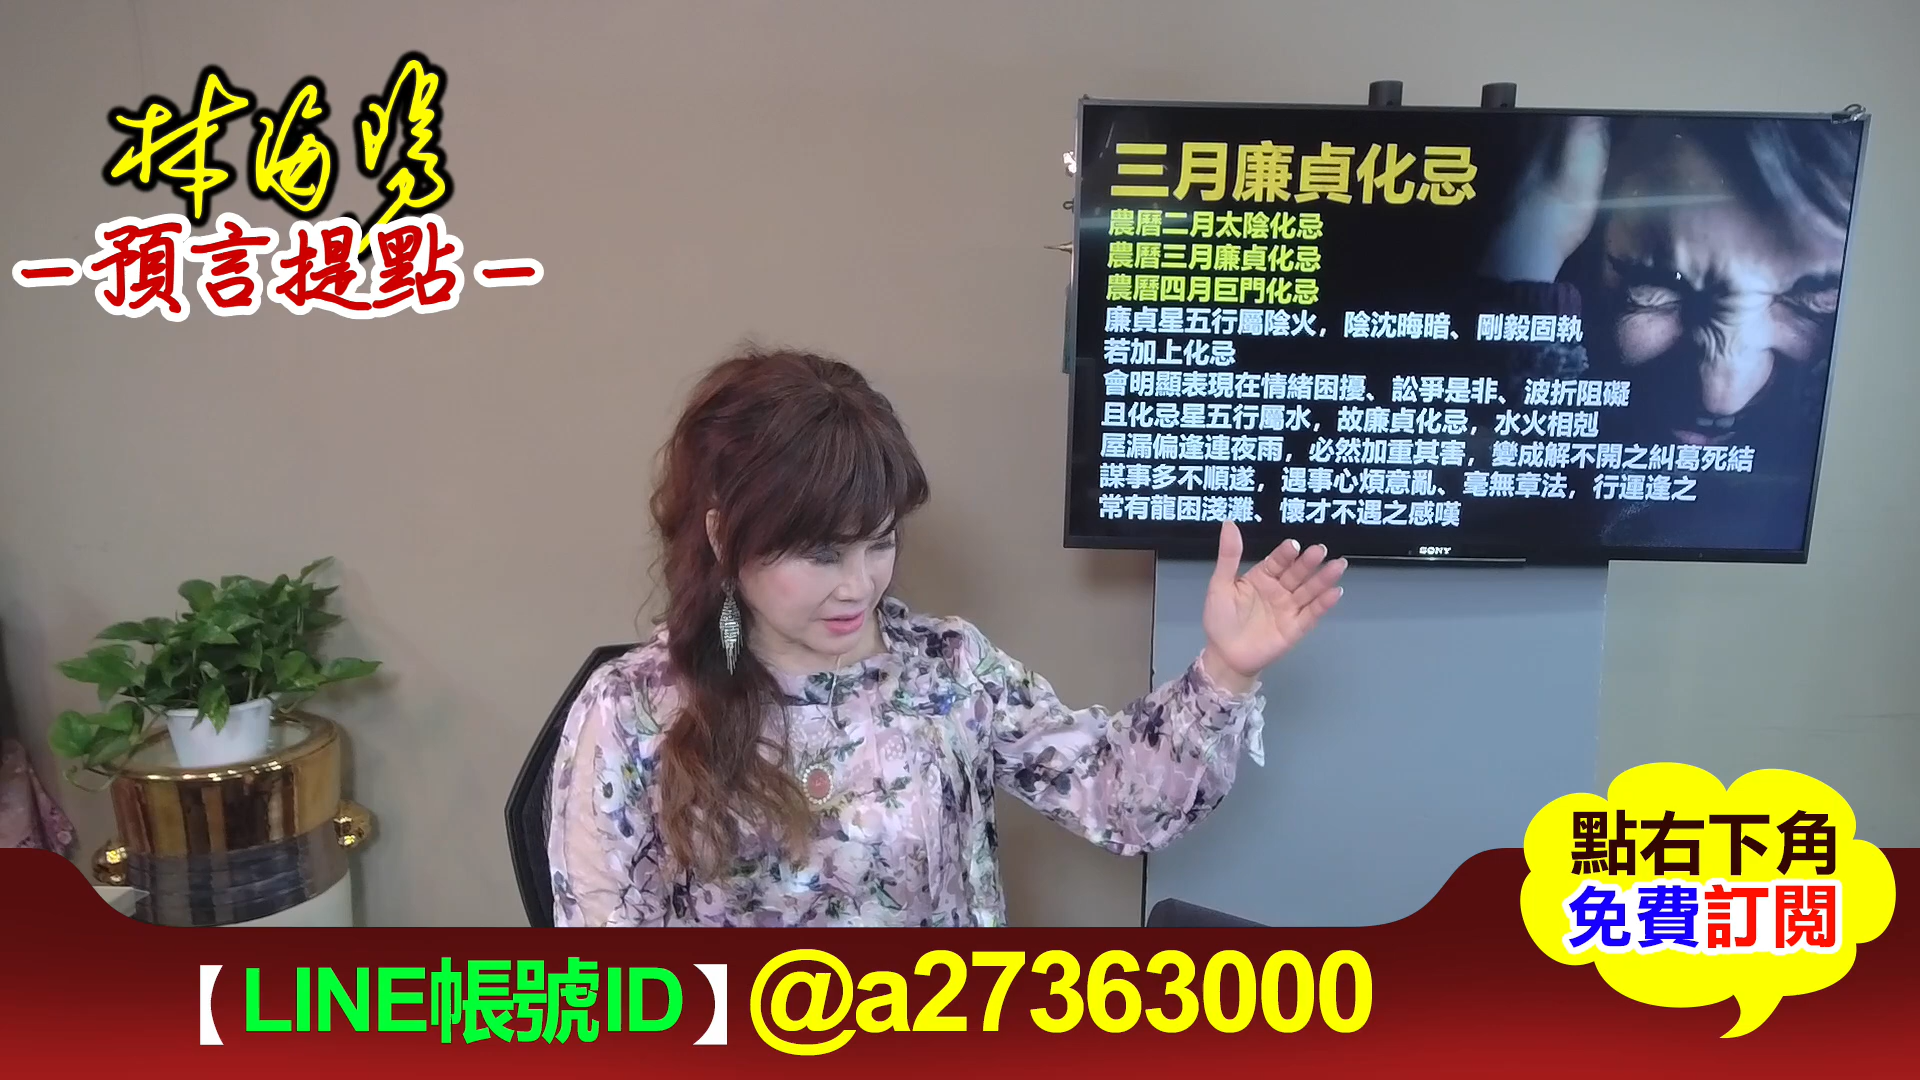 林海陽
－預言提點－
三月廉貞化忌
農曆二月太陰化忌
農曆三月廉貞化忌
農曆四月巨門化忌
廉貞星五行屬陰火，陰沈晦暗、剛毅固執
若加上化忌
會明顯表現在情緒困擾、訟爭是非、波折阻礙
且化忌星五行屬水，故廉貞化忌，水火相剋
屋漏偏逢連夜雨，必然加重其害，變成解不開之糾葛死結
謀事多不順遂，遇事心煩意亂、毫無章法，行運逢之
常有龍困淺灘、懷才不遇之感嘆
SONY
點右下角
免費訂閱
【LINE帳號ID】@a27363000